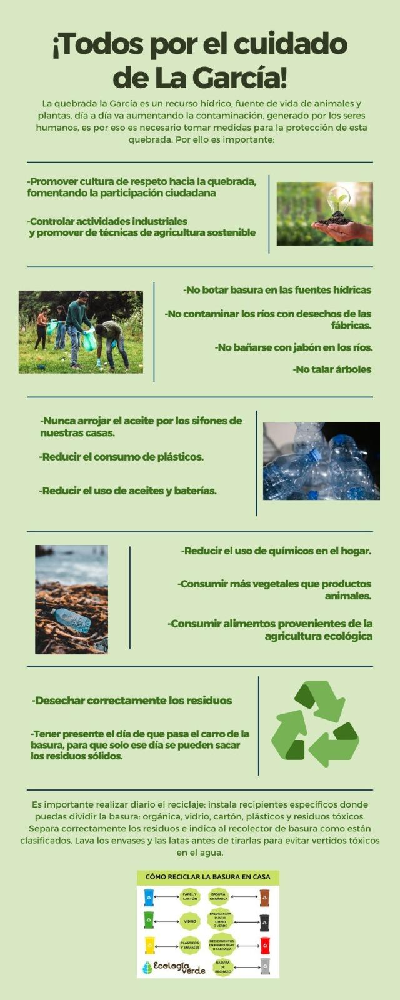 ¡Todos por el cuidado
de La García!
La quebrada la García es un recurso hídrico, fuente de vida de animales y
plantas, día a día va aumentando la contaminación, generado por los seres
humanos, es por eso es necesario tomar medidas para la protección de esta
quebrada. Por ello es importante:
-Promover cultura de respeto hacia la quebrada,
fomentando la participación ciudadana
-Controlar actividades industriales
y promover de técnicas de agricultura sostenible
-No botar basura en las fuentes hídricas
-No contaminar los ríos con desechos de las
fábricas.
-No bañarse con jabón en los ríos.
-No talar árboles
-Nunca arrojar el aceite por los sifones de
nuestras casas.
-Reducir el consumo de plásticos.
-Reducir el uso de aceites y baterías.
-Reducir el uso de químicos en el hogar.
-Consumir más vegetales que productos
animales.
-Consumir alimentos provenientes de la
agricultura ecológica
-Desechar correctamente los residuos
-Tener presente el día de que pasa el carro de la
basura, para que solo ese día se pueden sacar
los residuos sólidos.
Es importante realizar diario el reciclaje: instala recipientes específicos donde
puedas dividir la basura: orgánica, vidrio, cartón, plásticos y residuos tóxicos.
Separa correctamente los residuos e indica al recolector de basura como están
clasificados. Lava los envases y las latas antes de tirarlas para evitar vertidos tóxicos
en el agua.
CÓMO RECICLAR LA BASURA EN CASA
PAPEL Y
CARTÓN
BASURA
ORGÁNICA
VIDRIO
BASURA PARA
PUNTO
LIMPIO
O VERDE
PLÁSTICOS
Y ENVASES
MEDICAMENTOS
EN PUNTO SIGRE
O FARMACIA
BASURA
DE
RECHAZO
Ecología
verde